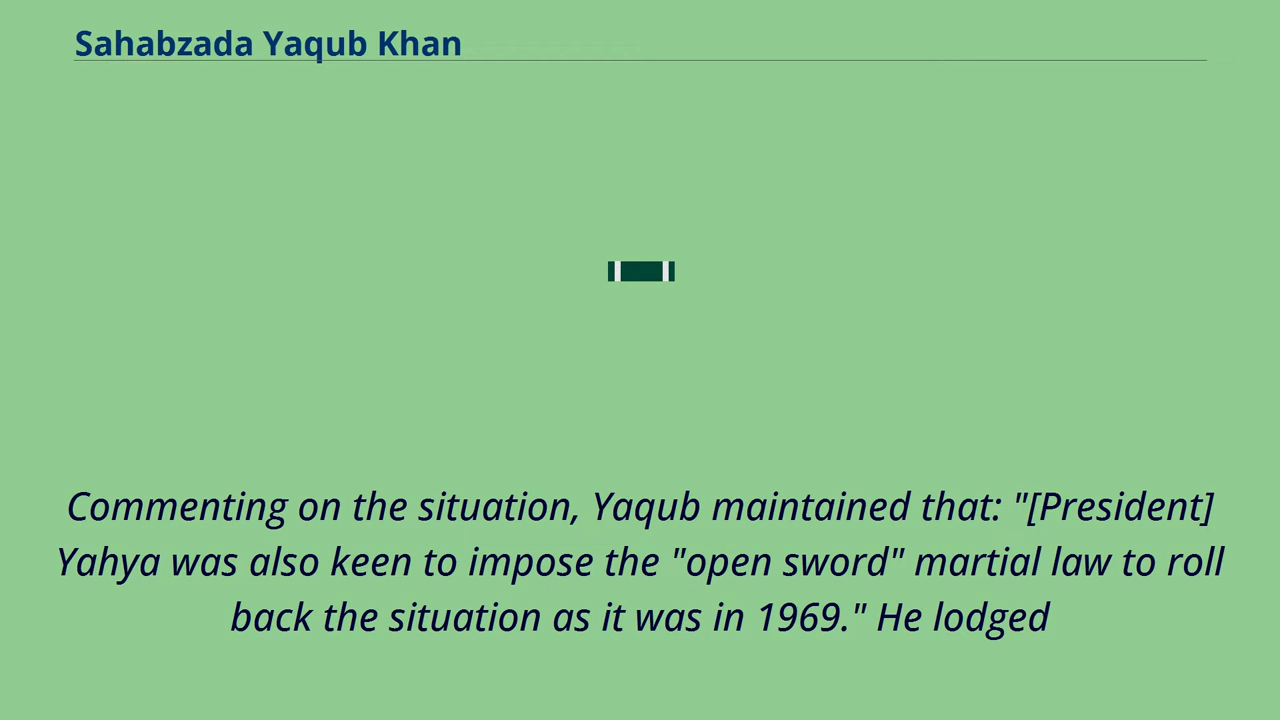 Sahabzada Yaqub Khan
Commenting on the situation, Yaqub maintained that: "[President]
Yahya was also keen to impose the "open sword" martial law to roll
back the situation as it was in 1969." He lodged